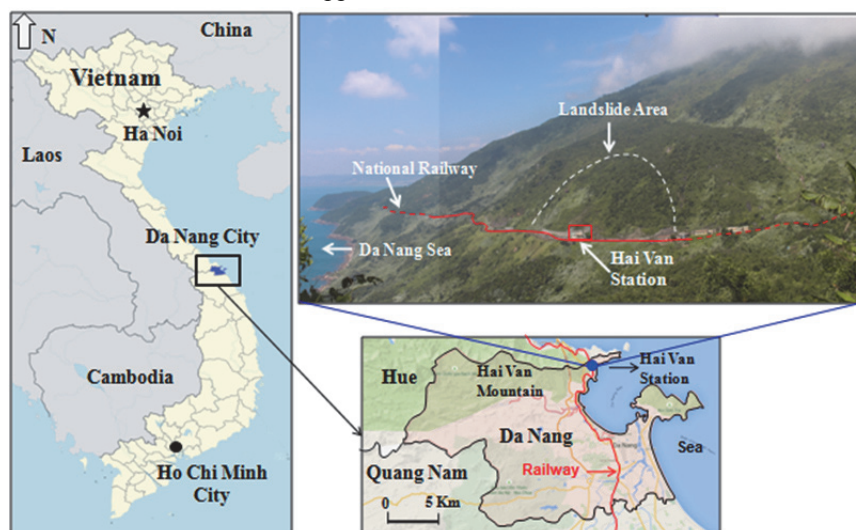 N
China
Vietnam
Ha Noi
Laos
Da Nang City
Cambodia
Ho Chi Minh
City
Landslide Area
National Railway
Da Nang Sea
Hai Van
Station
Hue
Hai Van
Mountain
Hai Van
Station
Da Nang
Da Nang
Sea
Quang Nam
Railway
0 5 Km